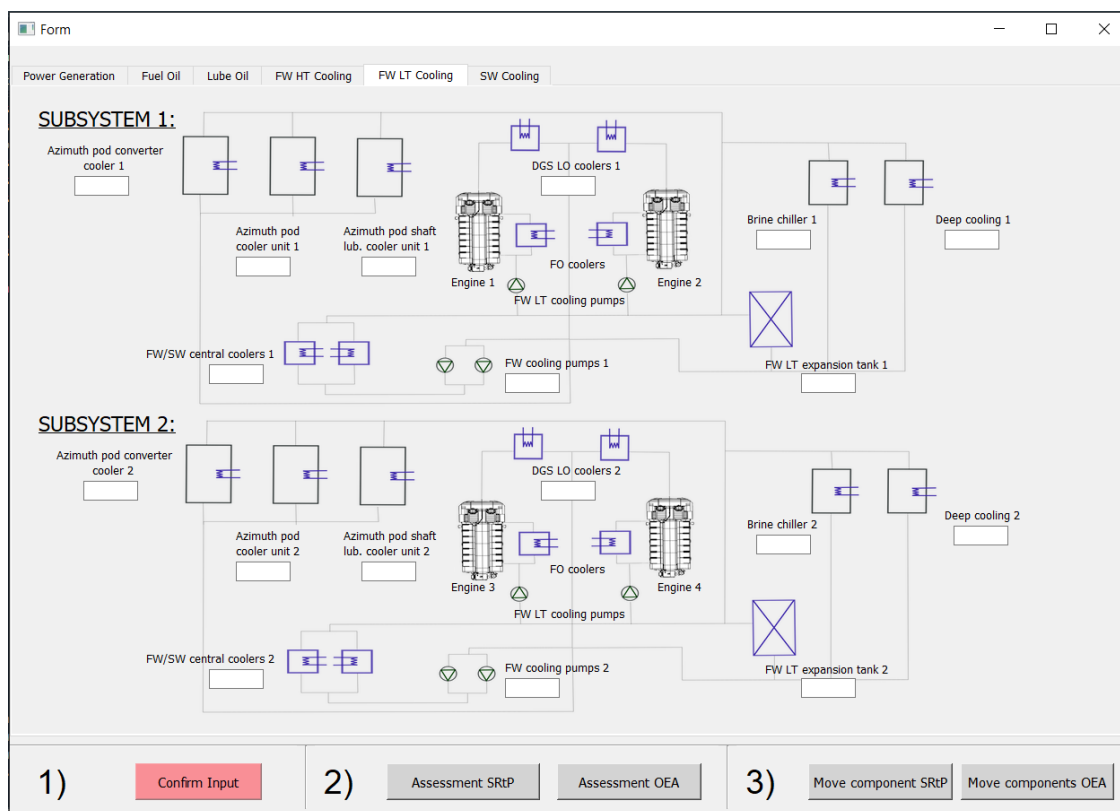 Form
Power Generation
Fuel Oil
Lube Oil
FW HT Cooling
FW LT Cooling
SW Cooling
SUBSYSTEM 1:
Azimuth pod converter
cooler 1
DGS LO coolers 1
Azimuth pod
cooler unit 1
Azimuth pod shaft
lub. cooler unit 1
Brine chiller 1
Deep cooling 1
FO coolers
Engine 1
Engine 2
FW LT cooling pumps
FW/SW central coolers 1
FW cooling pumps 1
FW LT expansion tank 1
SUBSYSTEM 2:
Azimuth pod converter
cooler 2
DGS LO coolers 2
Azimuth pod
cooler unit 2
Azimuth pod shaft
lub. cooler unit 2
Brine chiller 2
Deep cooling 2
FO coolers
Engine 3
Engine 4
FW LT cooling pumps
FW/SW central coolers 2
FW cooling pumps 2
FW LT expansion tank 2
1)
Confirm Input
2)
Assessment SRtP
Assessment OEA
3)
Move component SRtP
Move components OEA